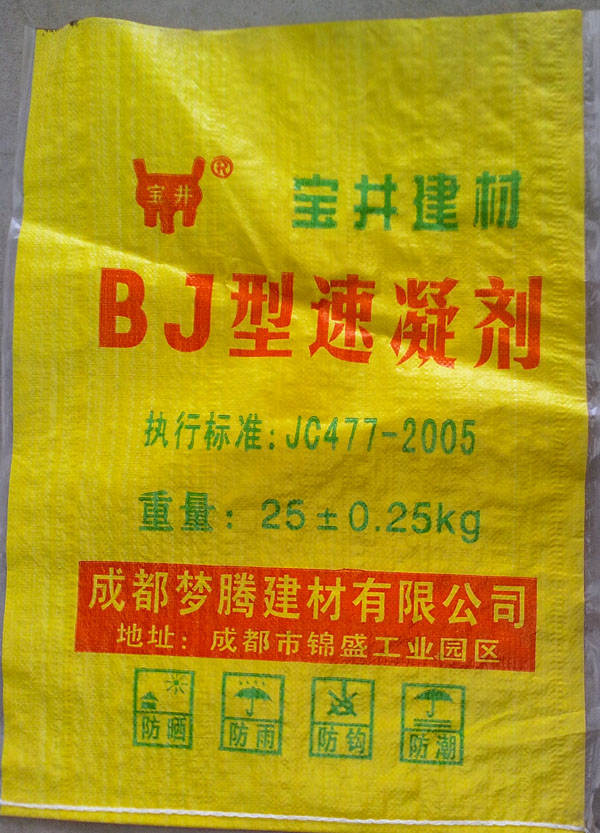 宝井 ®
宝井建材
BJ型速凝剂
执行标准: JC477-2005
重量: 25±0.25kg
成都梦腾建材有限公司
地址: 成都市锦盛工业园区
防晒 防雨 防钩 防潮